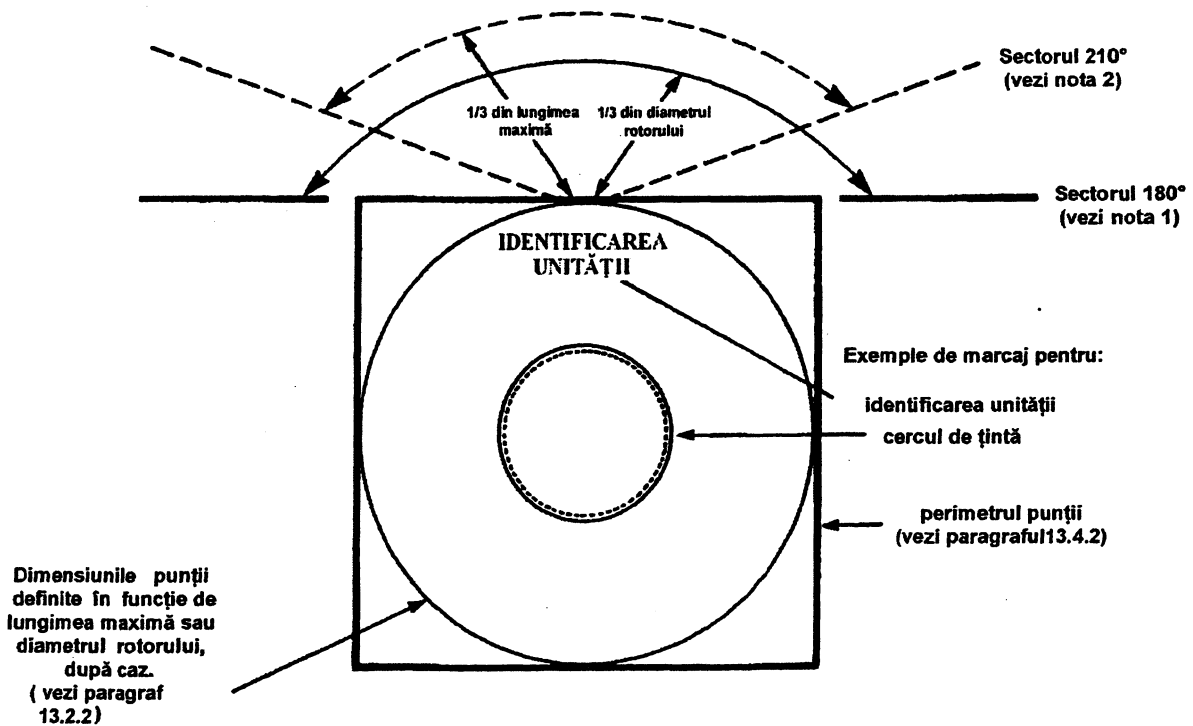 Sectorul 210°
(vezi nota 2)
1/3 din lungimea
maximă
1/3 din diametrul
rotorului
Sectorul 180°
(vezi nota 1)
IDENTIFICAREA
UNITĂȚII
Exemple de marcaj pentru:
identificarea unității
cercul de țintă
perimetrul punții
(vezi paragraful13.4.2)
Dimensiunile punții
definite în funcție de
lungimea maximă sau
diametrul rotorului,
după caz.
( vezi paragraf
13.2.2)